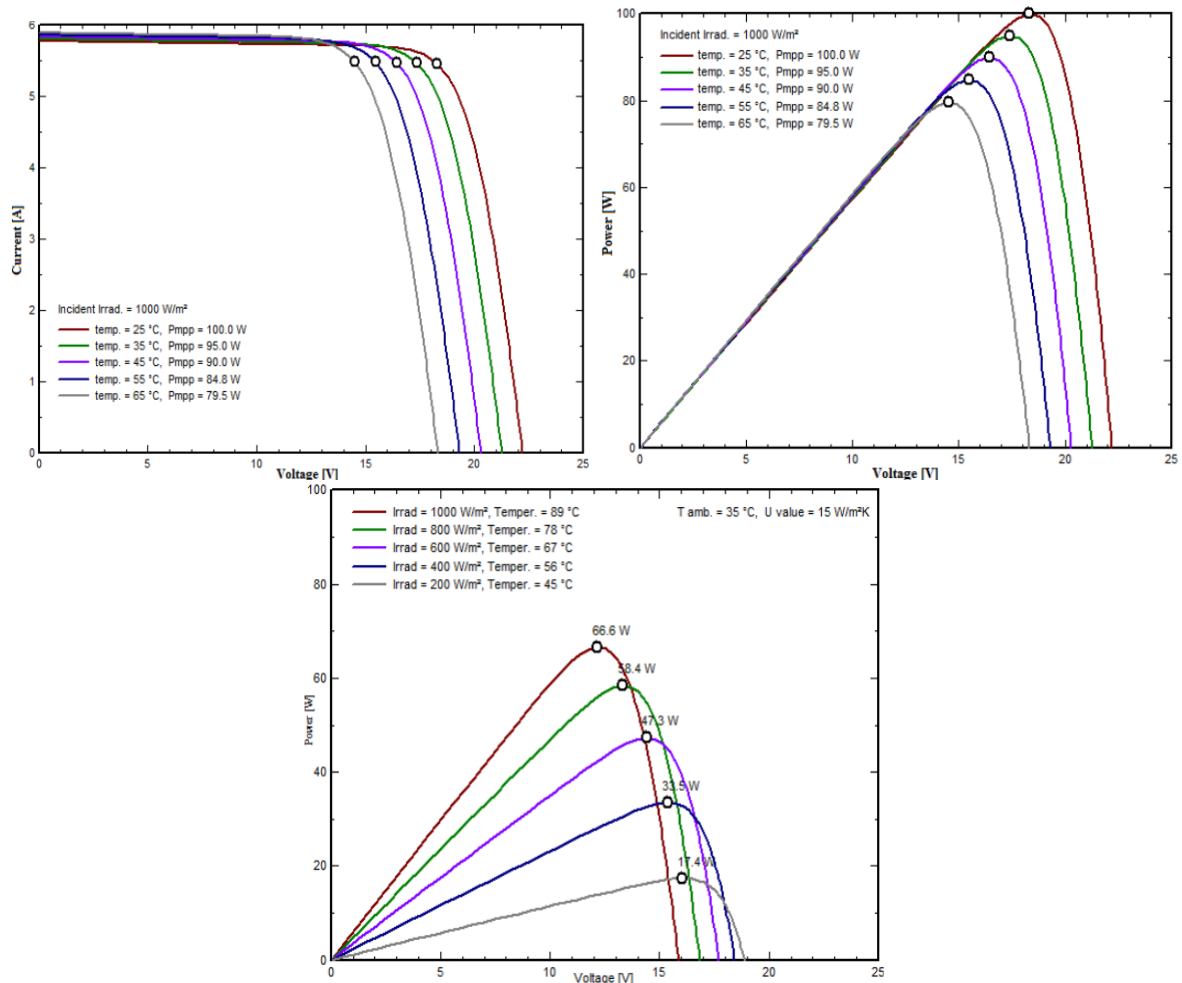 6
5
4
3
2
1
0
Current [A]
Incident Irrad. = 1000 W/m²
temp. = 25 °C, Pmpp = 100.0 W
temp. = 35 °C, Pmpp = 95.0 W
temp. = 45 °C, Pmpp = 90.0 W
temp. = 55 °C, Pmpp = 84.8 W
temp. = 65 °C, Pmpp = 79.5 W
0 5 10 15 20 25
Voltage [V]
100
80
60
40
20
0
Power [W]
Incident Irrad. = 1000 W/m²
temp. = 25 °C, Pmpp = 100.0 W
temp. = 35 °C, Pmpp = 95.0 W
temp. = 45 °C, Pmpp = 90.0 W
temp. = 55 °C, Pmpp = 84.8 W
temp. = 65 °C, Pmpp = 79.5 W
0 5 10 15 20 25
Voltage [V]
100
80
60
40
20
0
Power [W]
Irrad = 1000 W/m², Temper. = 89 °C
Irrad = 800 W/m², Temper. = 78 °C
Irrad = 600 W/m², Temper. = 67 °C
Irrad = 400 W/m², Temper. = 56 °C
Irrad = 200 W/m², Temper. = 45 °C
T amb. = 35 °C, U value = 15 W/m²K
66.6 W
58.4 W
47.3 W
33.5 W
17.4 W
0 5 10 15 20 25
Voltage [V]